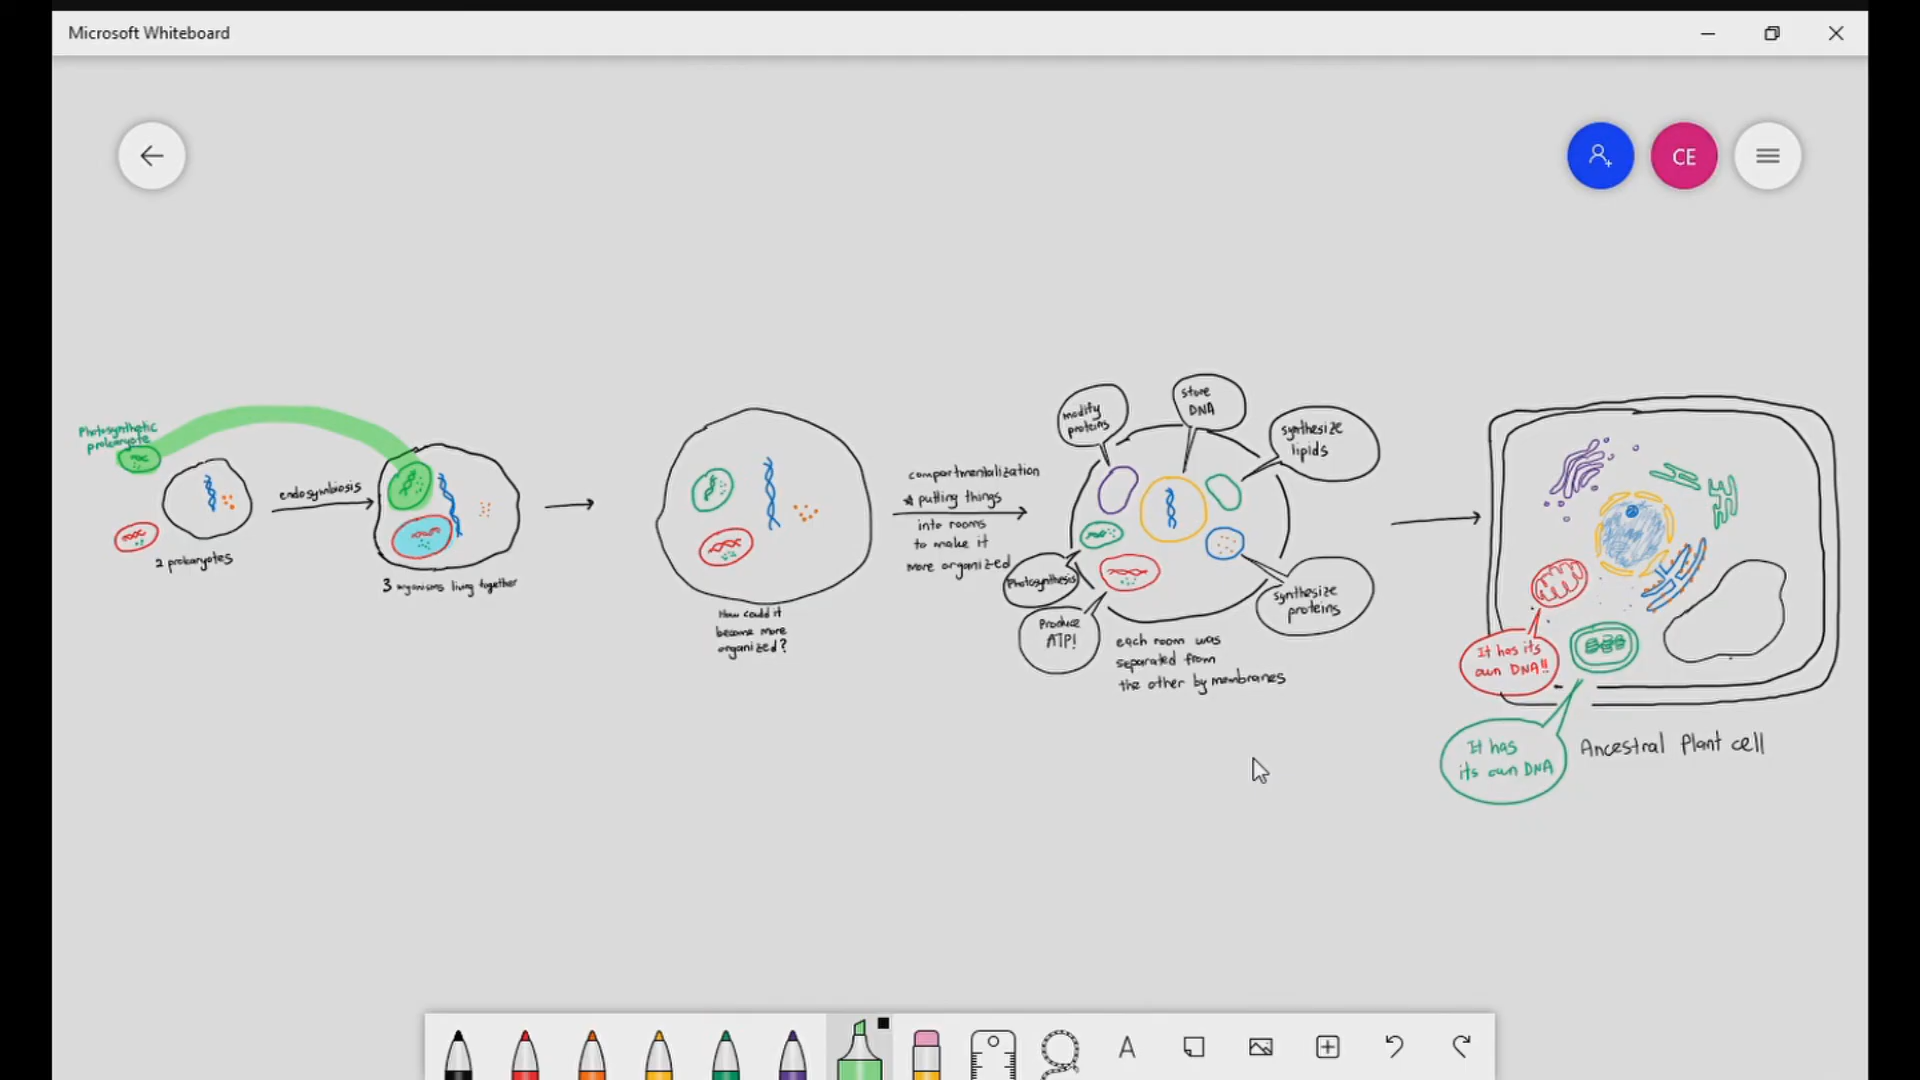 Microsoft Whiteboard
CE
Photosynthetic
prokaryote
2 prokaryotes
endosymbiosis
3 organisms living together
How could it
become more
organized?
compartmentalization
* putting things
into rooms
to make it
more organized
modify
proteins
store
DNA
synthesize
lipids
Photosynthesis
Produce
ATP!
synthesize
proteins
each room was
separated from
the other by membranes
It has its
own DNA!!
It has
its own DNA
Ancestral Plant cell
A